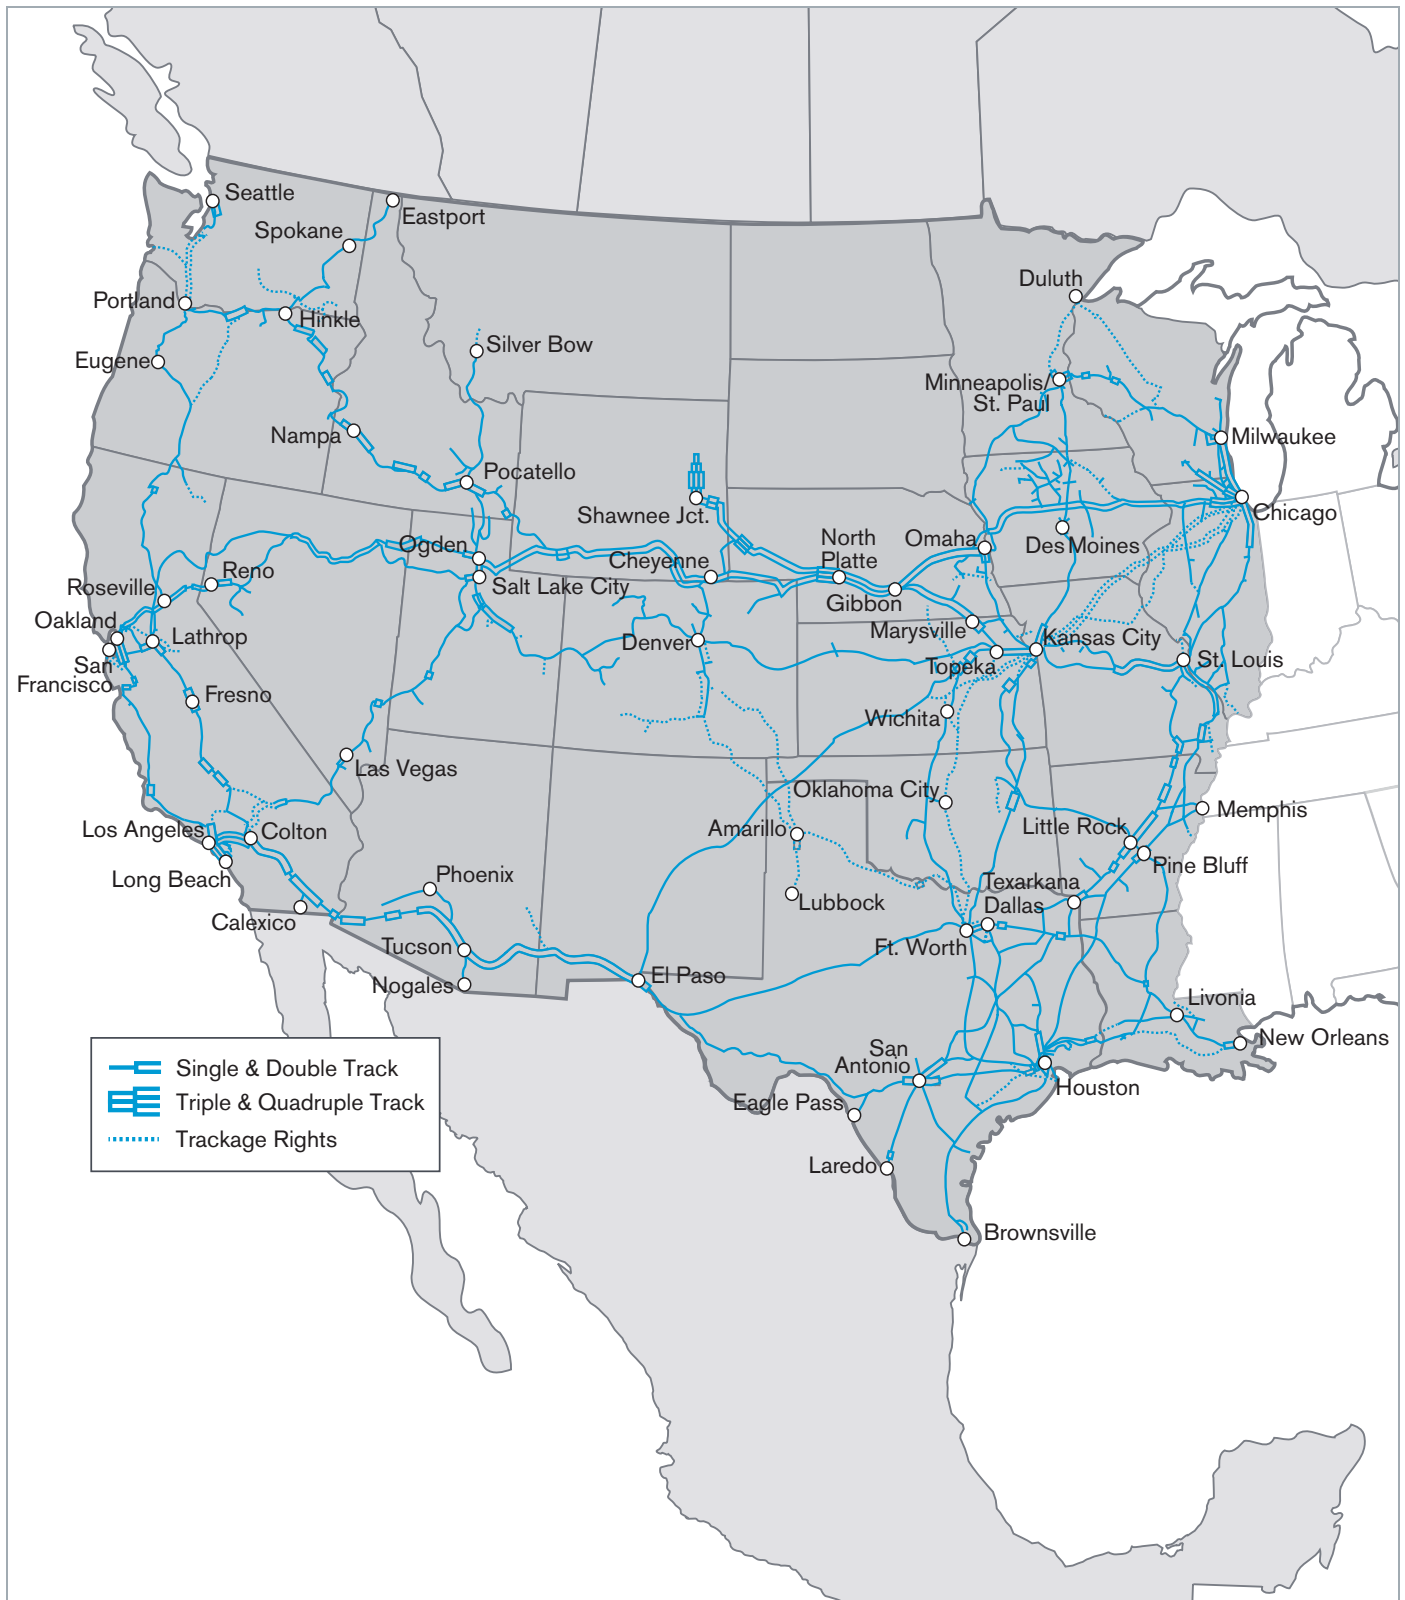 Seattle
Eastport
Spokane
Duluth
Portland
Hinkle
Silver Bow
Eugene
Minneapolis/
St. Paul
Nampa
Milwaukee
Pocatello
Shawnee Jct.
Chicago
Ogden
Cheyenne
North
Platte
Omaha
Des Moines
Reno
Roseville
Salt Lake City
Gibbon
Oakland
Lathrop
Denver
Marysville
Kansas City
San
Francisco
Topeka
St. Louis
Fresno
Wichita
Las Vegas
Oklahoma City
Memphis
Los Angeles
Colton
Amarillo
Little Rock
Pine Bluff
Long Beach
Phoenix
Texarkana
Lubbock
Dallas
Calexico
Tucson
Ft. Worth
Nogales
El Paso
Livonia
New Orleans
San
Antonio
Houston
Eagle Pass
Laredo
Brownsville
Single & Double Track
Triple & Quadruple Track
Trackage Rights